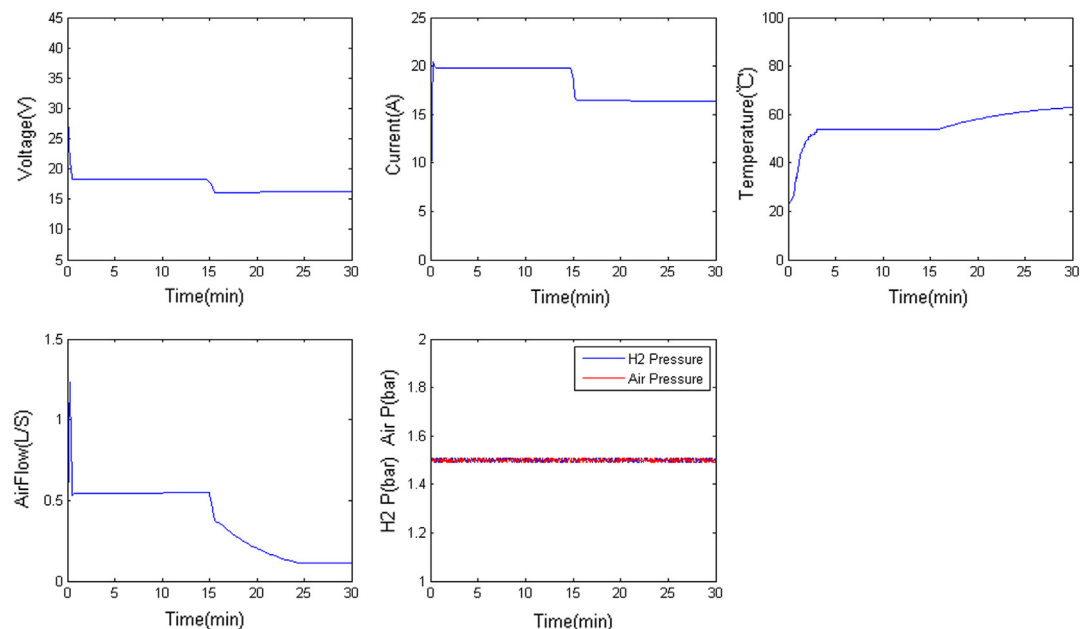 45
40
35
30
25
20
15
10
5
0 5 10 15 20 25 30
Voltage(V)
Time(min)
25
20
15
10
5
0
0 5 10 15 20 25 30
Current(A)
Time(min)
100
80
60
40
20
0
0 5 10 15 20 25 30
Temperature(℃)
Time(min)
1.5
1
0.5
0
0 5 10 15 20 25 30
AirFlow(L/S)
Time(min)
2
1.8
1.6
1.4
1.2
1
0 5 10 15 20 25 30
H2 P(bar) Air P(bar)
Time(min)
H2 Pressure
Air Pressure